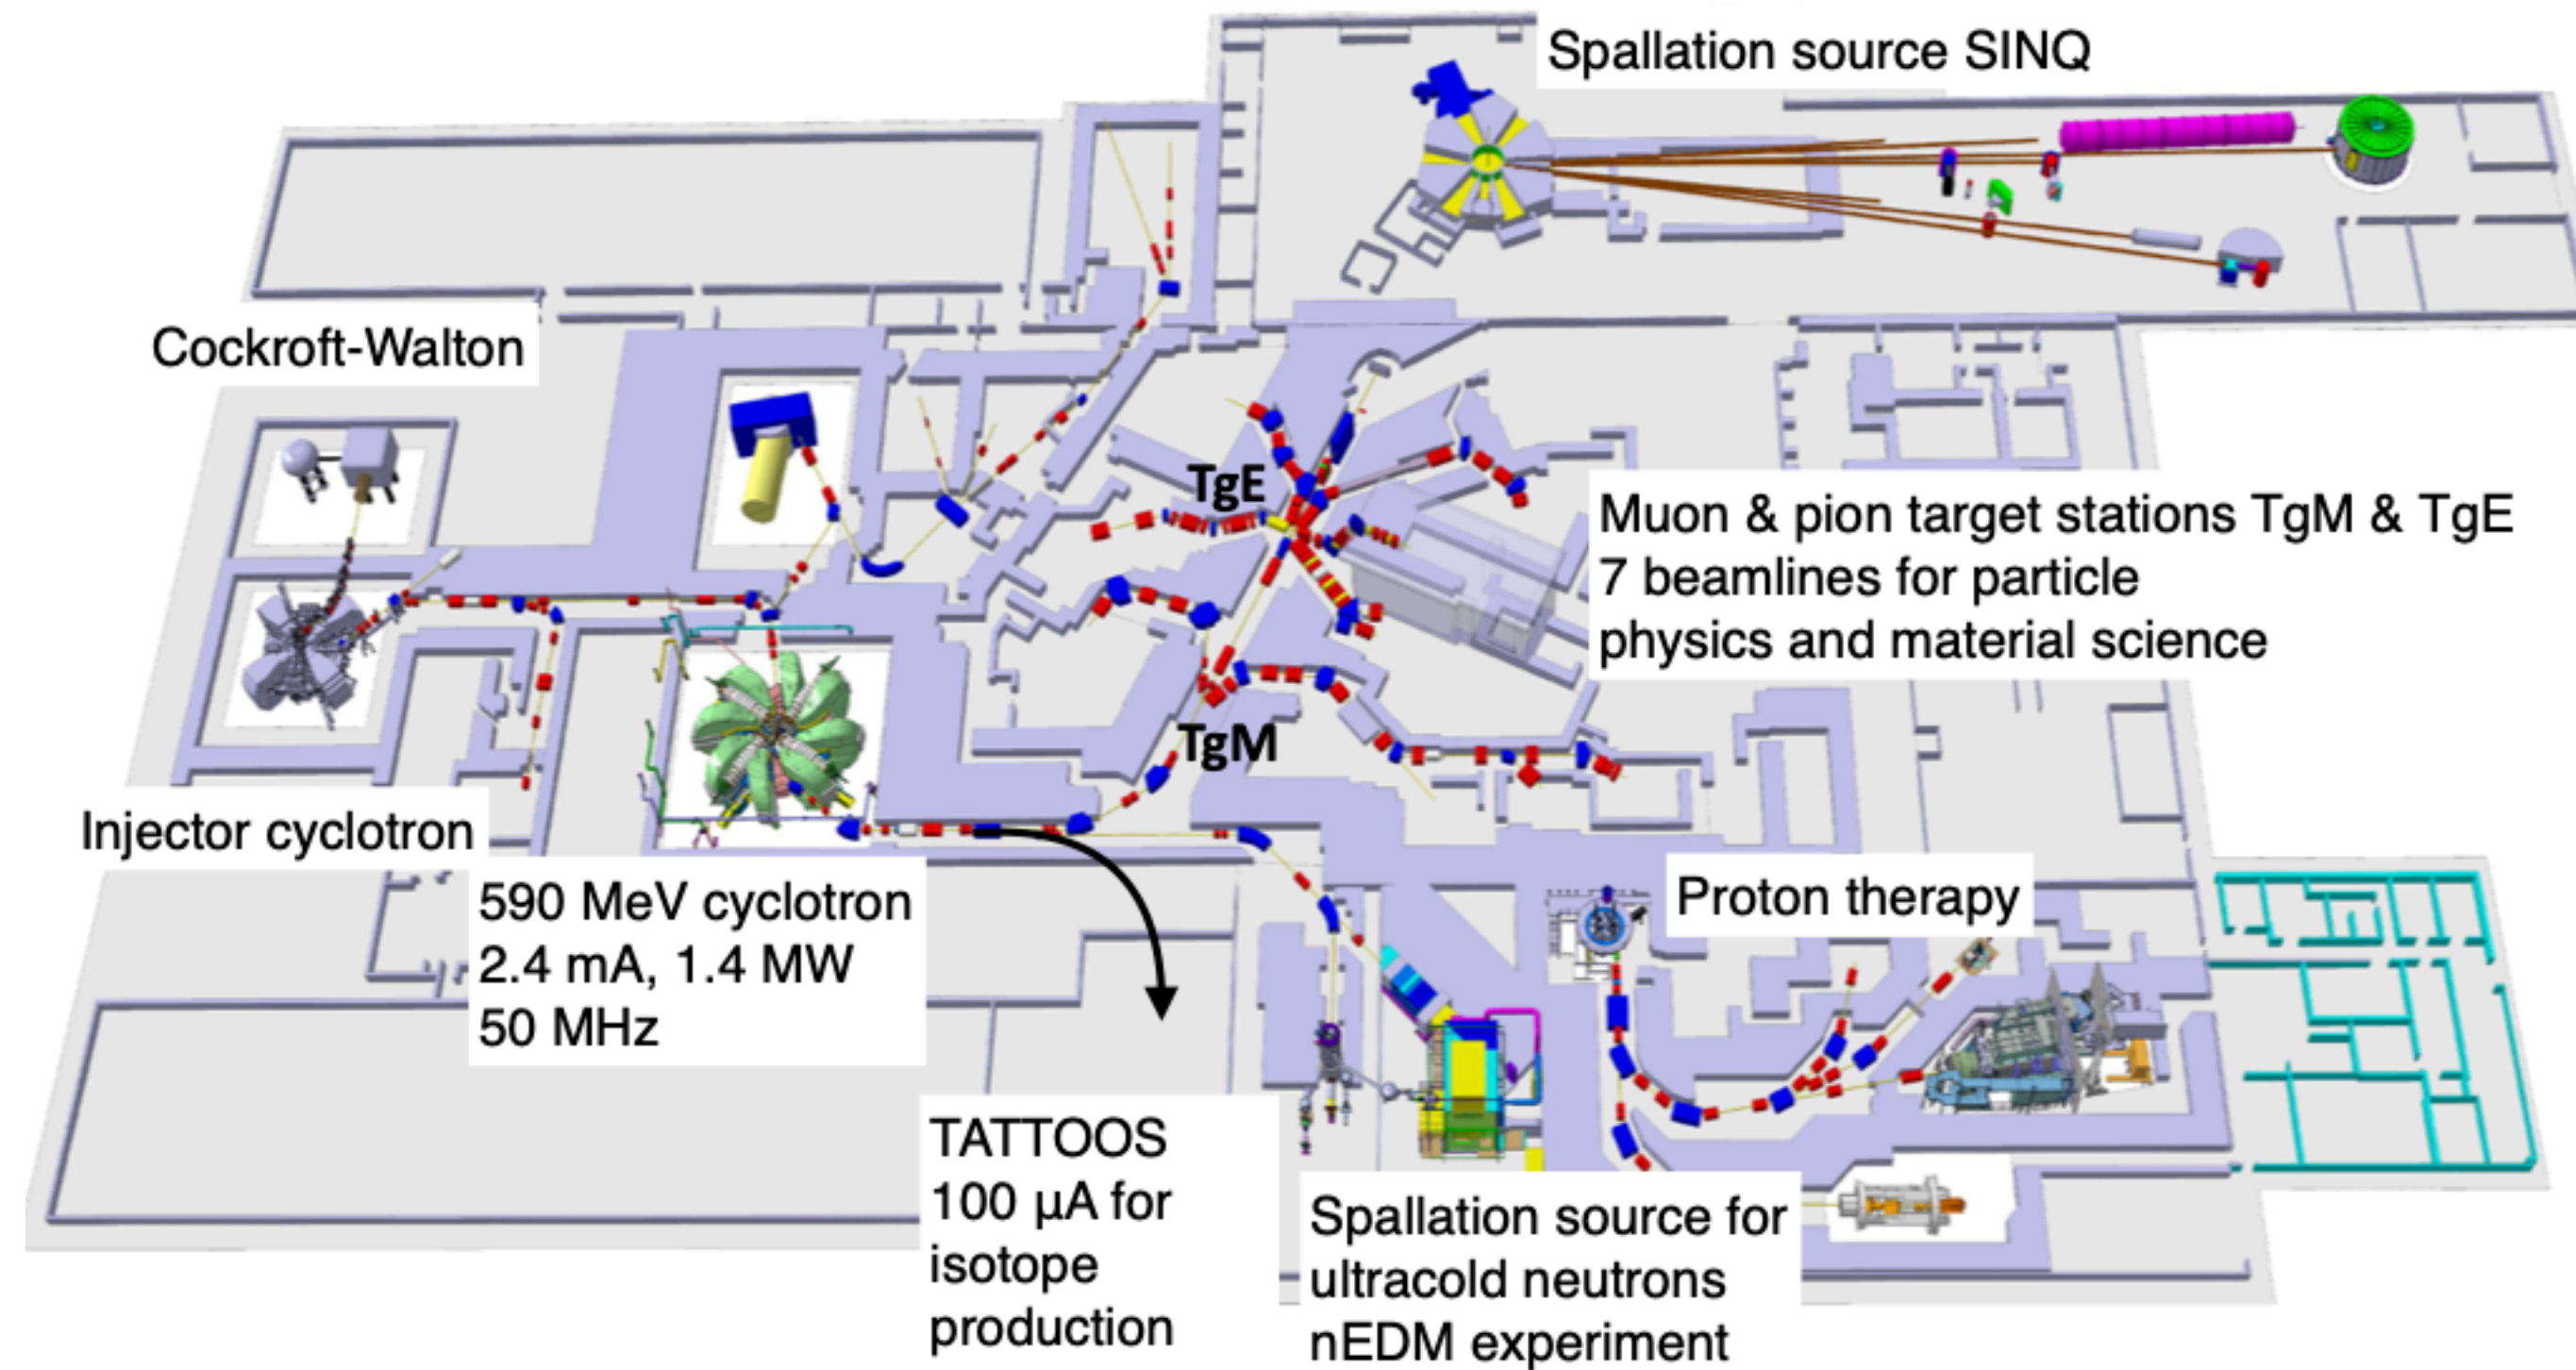 Spallation source SINQ
Cockroft-Walton
TgE
Muon & pion target stations TgM & TgE
7 beamlines for particle
physics and material science
TgM
Injector cyclotron
590 MeV cyclotron
2.4 mA, 1.4 MW
50 MHz
Proton therapy
TATTOOS
100 µA for
isotope
production
Spallation source for
ultracold neutrons
nEDM experiment